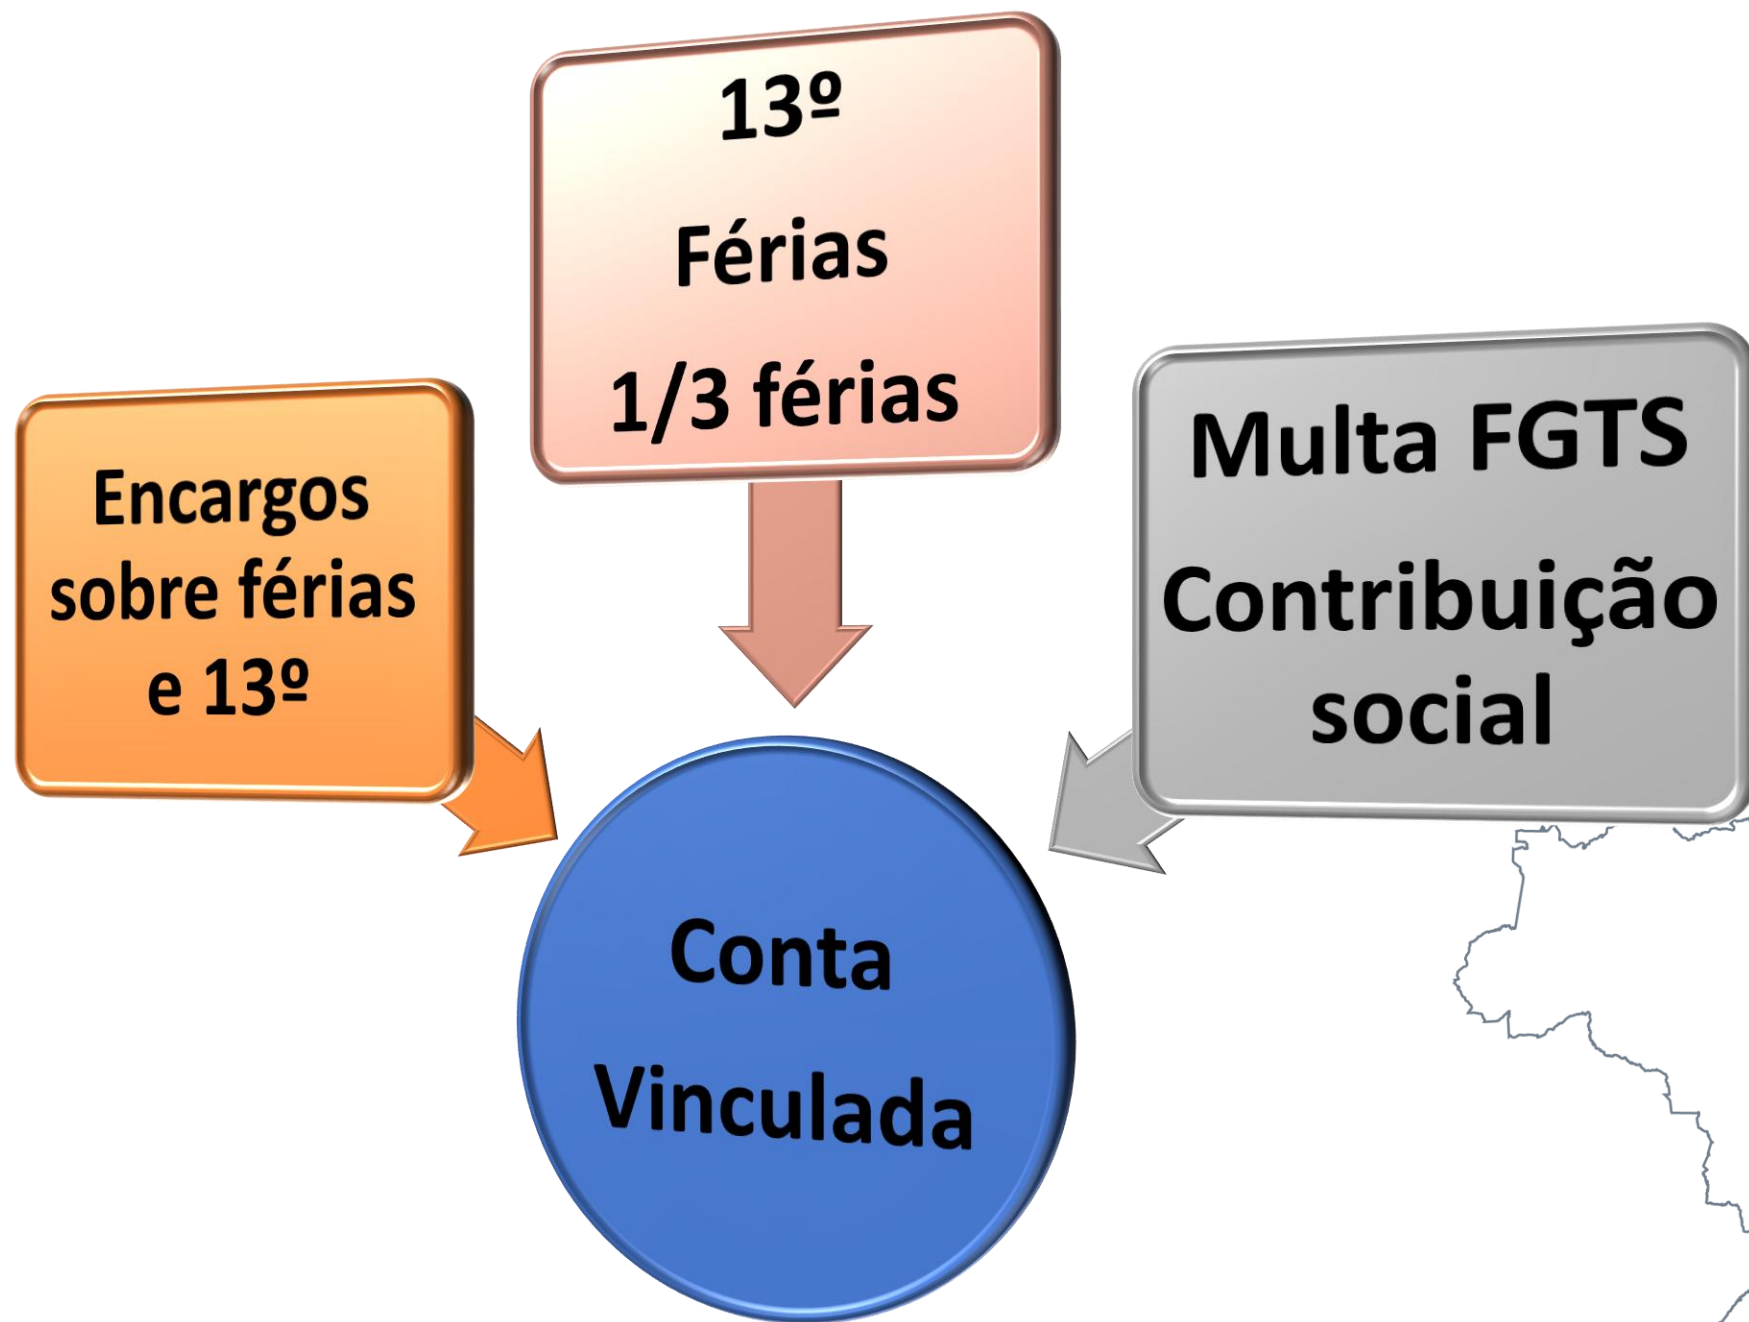 13º
Férias
1/3 férias
Encargos
sobre férias
e 13º
Multa FGTS
Contribuição
social
Conta
Vinculada